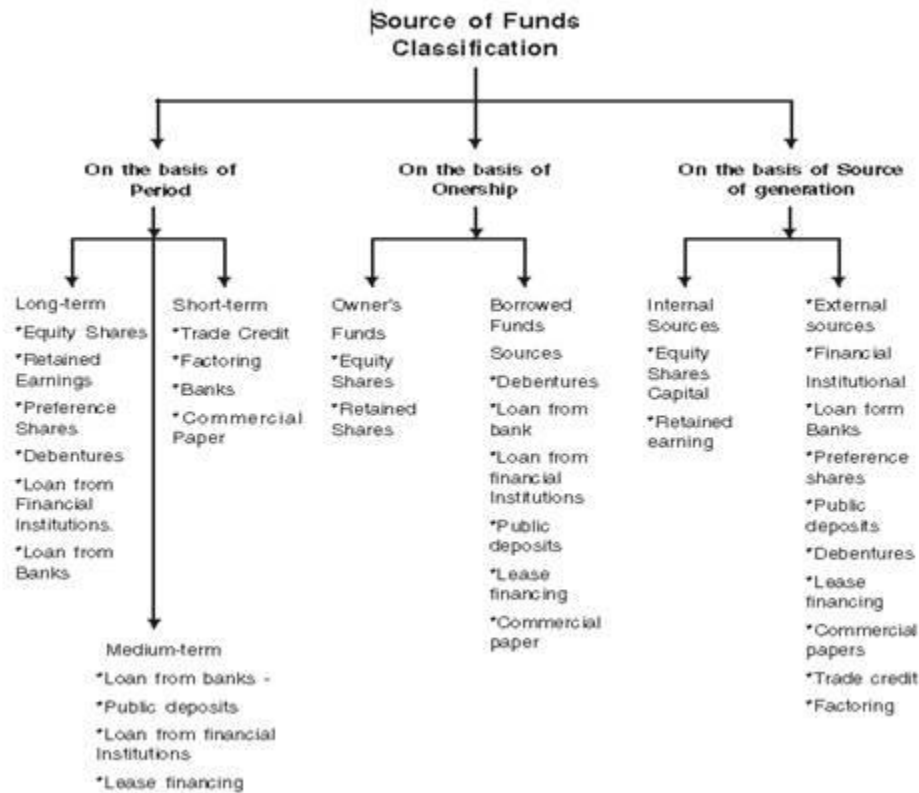 Source of Funds
Classification
On the basis of
Period
On the basis of
Onership
On the basis of Source
of generation
Long-term
*Equity Shares
*Retained
Earnings
*Preference
Shares
*Debentures
*Loan from
Financial
Institutions.
*Loan from
Banks
Short-term
*Trade Credit
*Factoring
*Banks
*Commercial
Paper
Medium-term
*Loan from banks -
*Public deposits
*Loan from financial
Institutions
*Lease financing
Owner's
Funds
*Equity
Shares
*Retained
Shares
Borrowed
Funds
Sources
*Debentures
*Loan from
bank
*Loan from
financial
Institutions
*Public
deposits
*Lease
financing
*Commercial
paper
Internal
Sources
*Equity
Shares
Capital
*Retained
earning
*External
sources
*Financial
Institutional
*Loan form
Banks
*Preference
shares
*Public
deposits
*Debentures
*Lease
financing
*Commercial
papers
*Trade credit
*Factoring